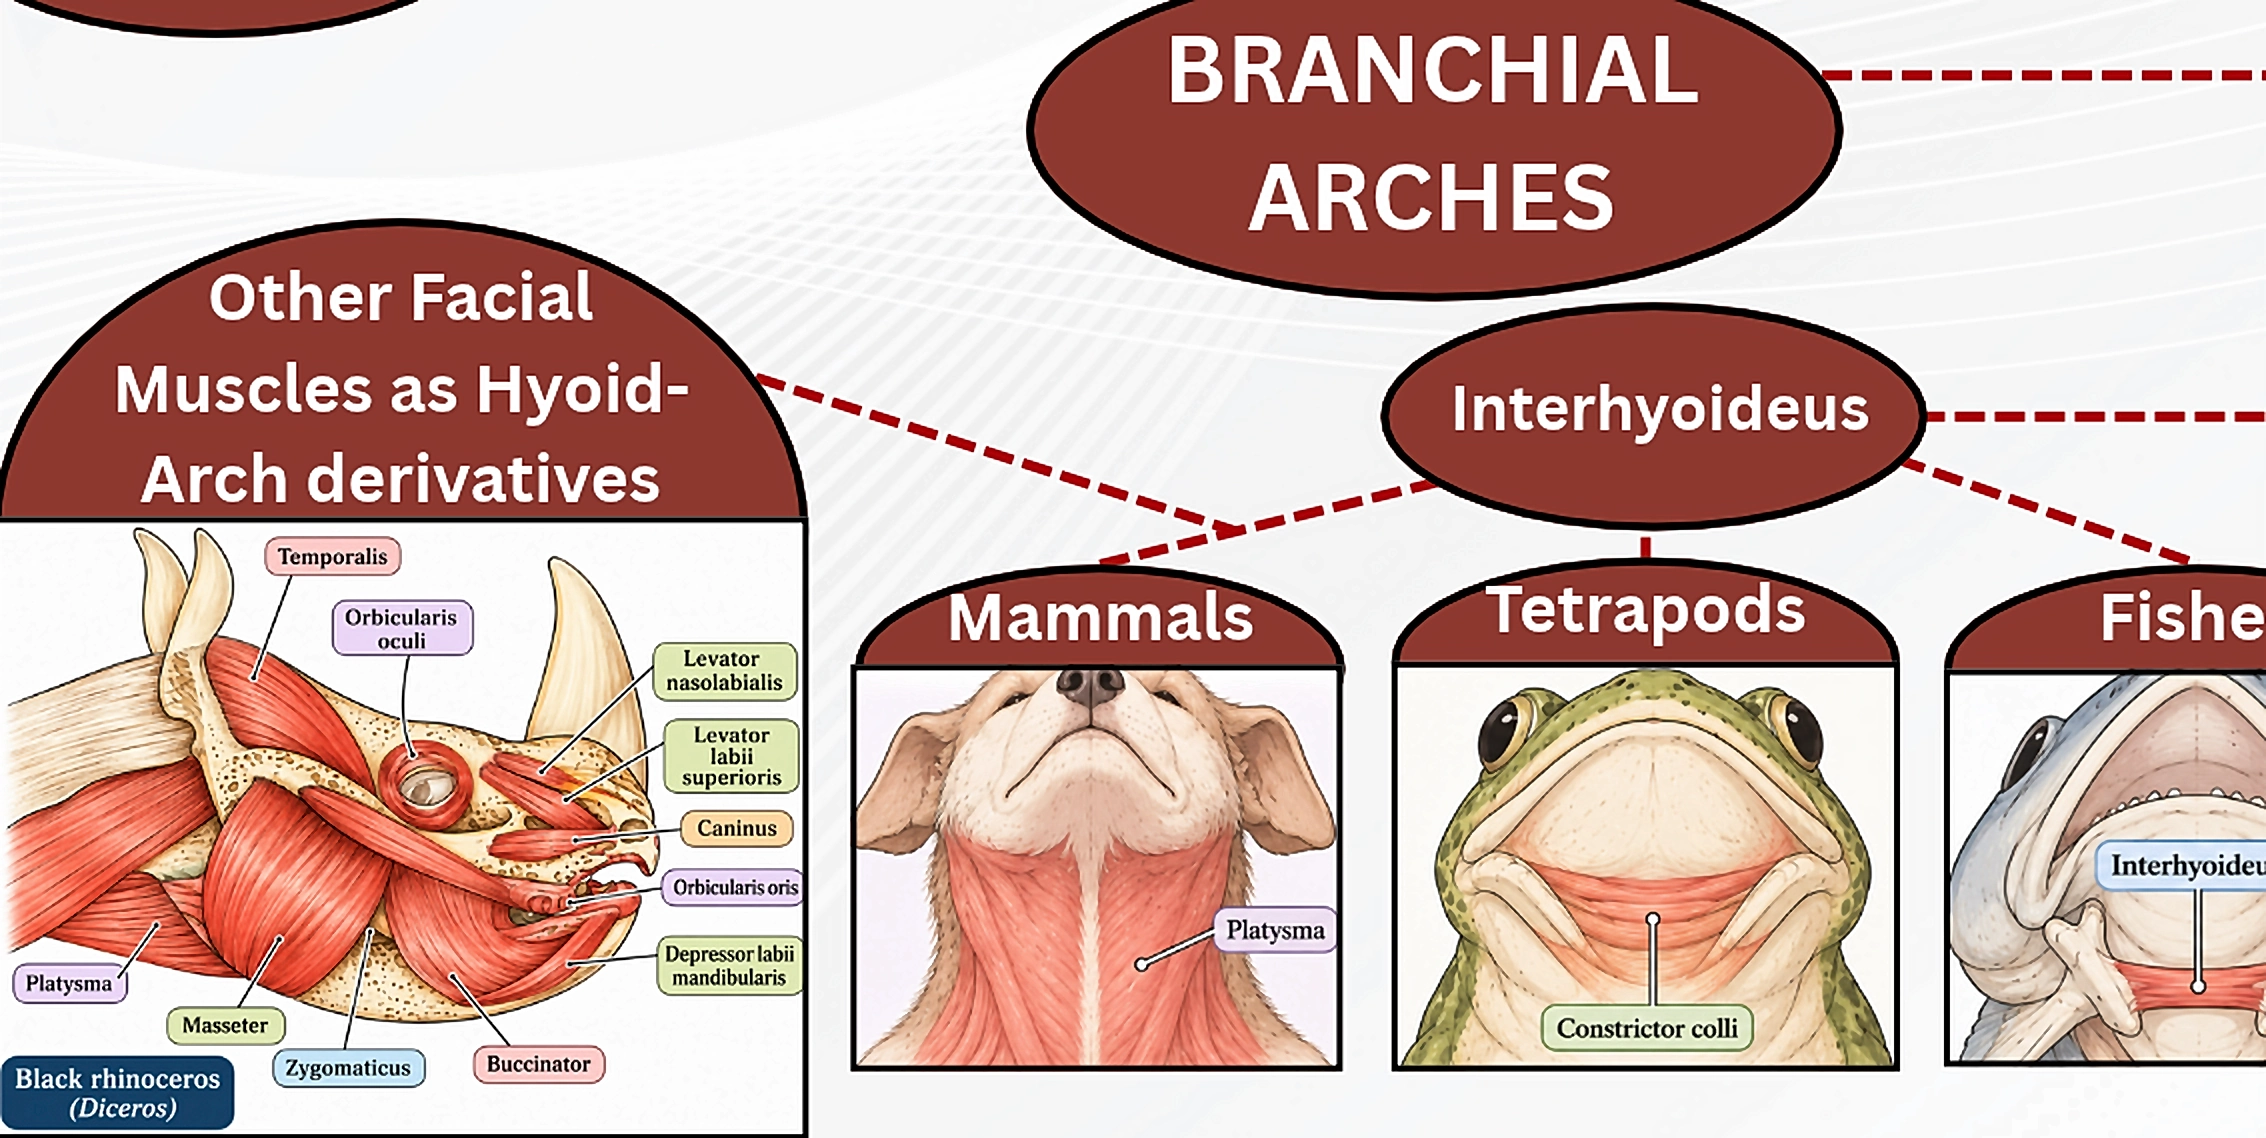 BRANCHIAL
ARCHES
Other Facial
Muscles as Hyoid-
Arch derivatives
Interhyoideus
Mammals
Tetrapods
Temporalis
Orbicularis
oculi
Levator
nasolabialis
Levator
labii
superioris
Caninus
Orbicularis oris
Depressor labii
mandibularis
Platysma
Masseter
Zygomaticus
Buccinator
Black rhinoceros
(Diceros)
Platysma
Constrictor colli